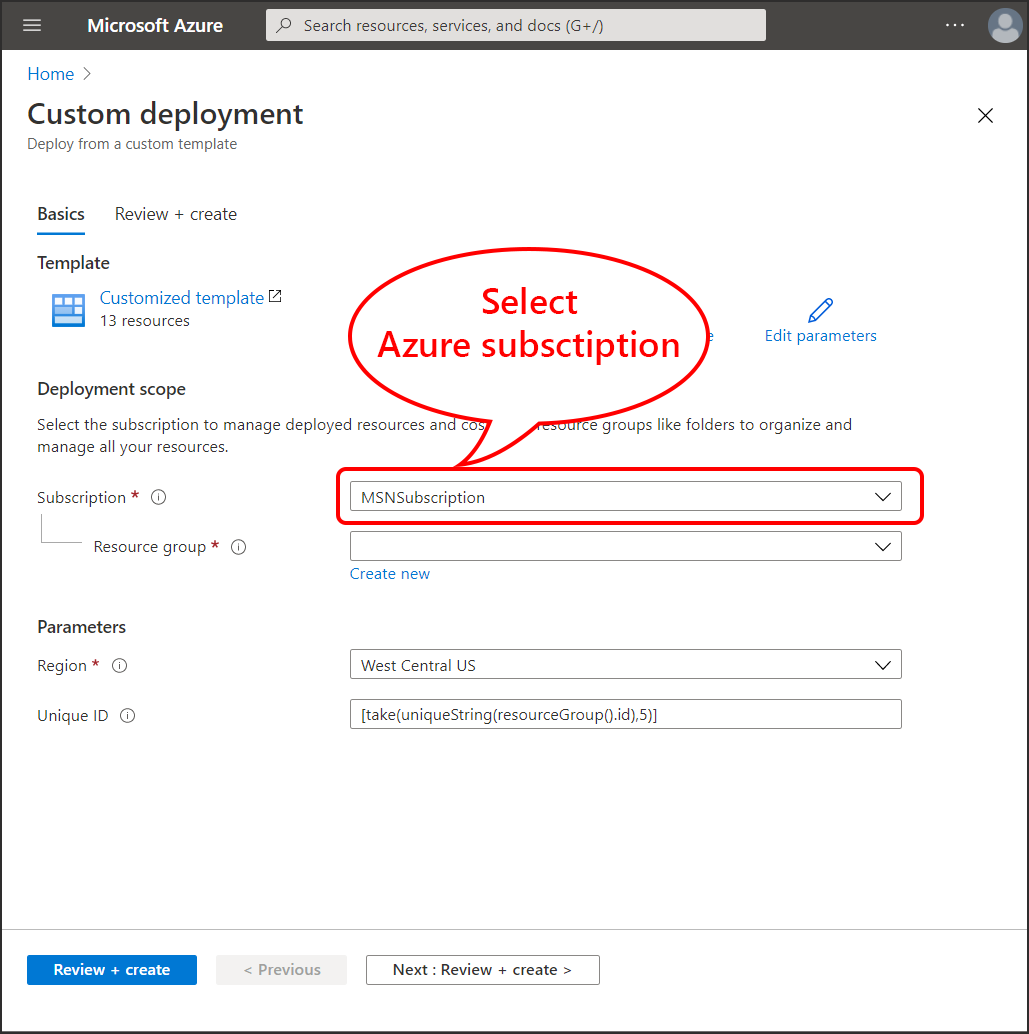 Microsoft Azure
Search resources, services, and docs (G+/)
Home
Custom deployment
Deploy from a custom template
Basics
Review + create
Template
Customized template
13 resources
Select
Azure subsctiption
Edit parameters
Deployment scope
Select the subscription to manage deployed resources and resource groups like folders to organize and
manage all your resources.
Subscription *
MSNSubscription
Resource group *
Create new
Parameters
Region *
West Central US
Unique ID
[take(uniqueString(resourceGroup().id),5)]
Review + create
< Previous
Next : Review + create >